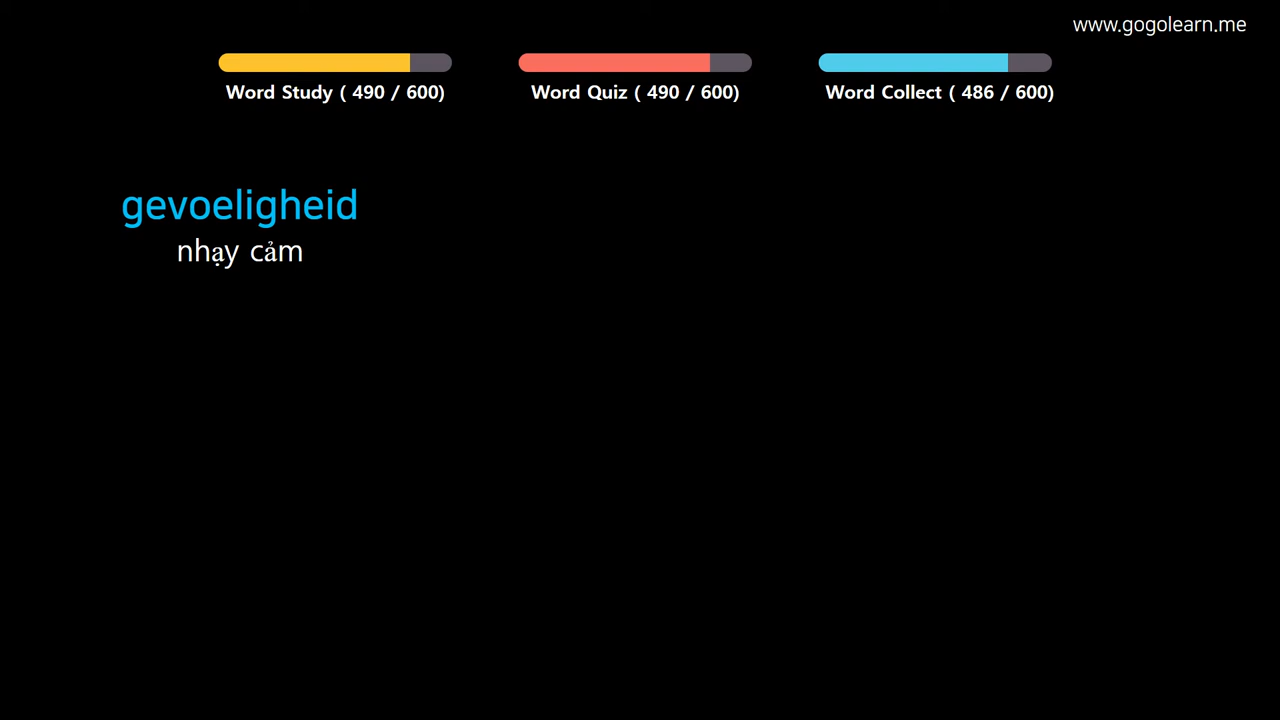 www.gogolearn.me
Word Study ( 490 / 600)
Word Quiz ( 490 / 600)
Word Collect ( 486 / 600)
gevoeligheid
nhạy cảm